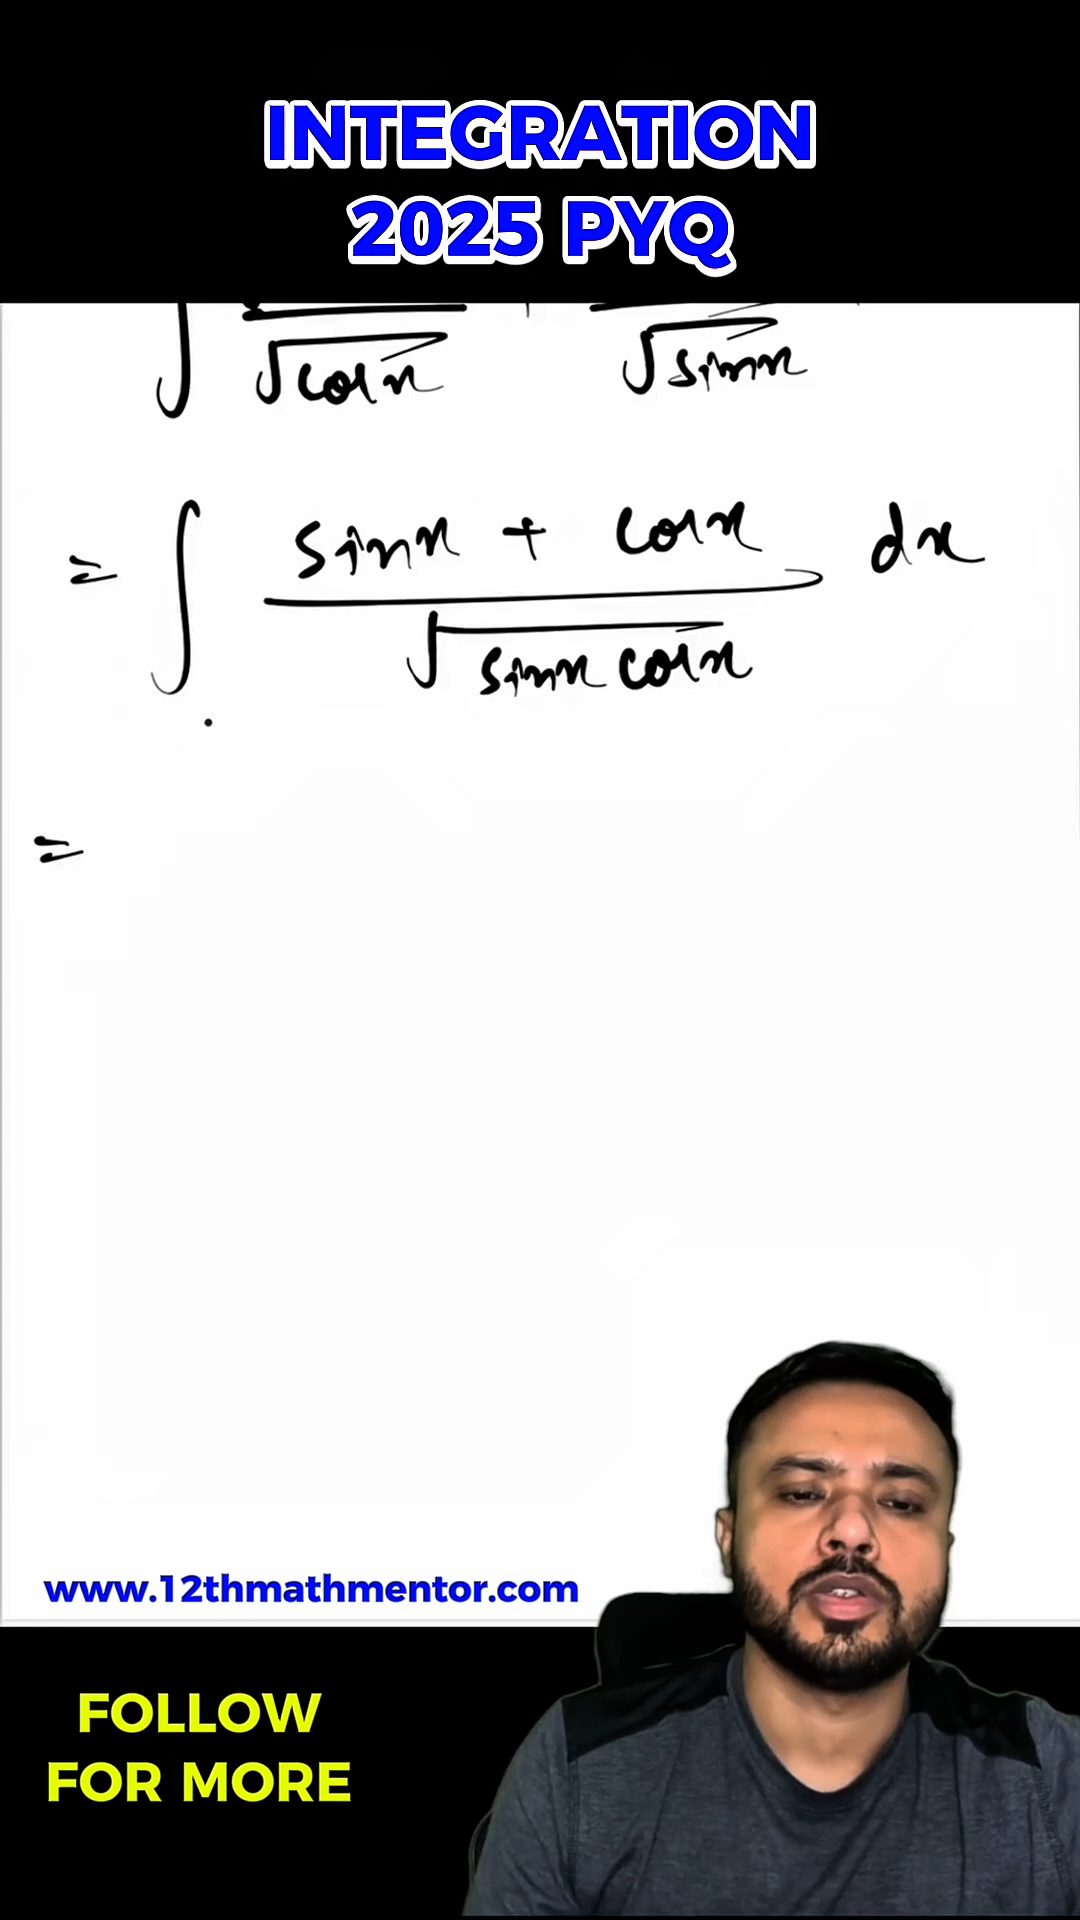 INTEGRATION
2025 PYQ
∫ √cosx √sinx
= ∫ sinx + cosx dx
√sinx cosx
=
www.12thmathmentor.com
FOLLOW
FOR MORE